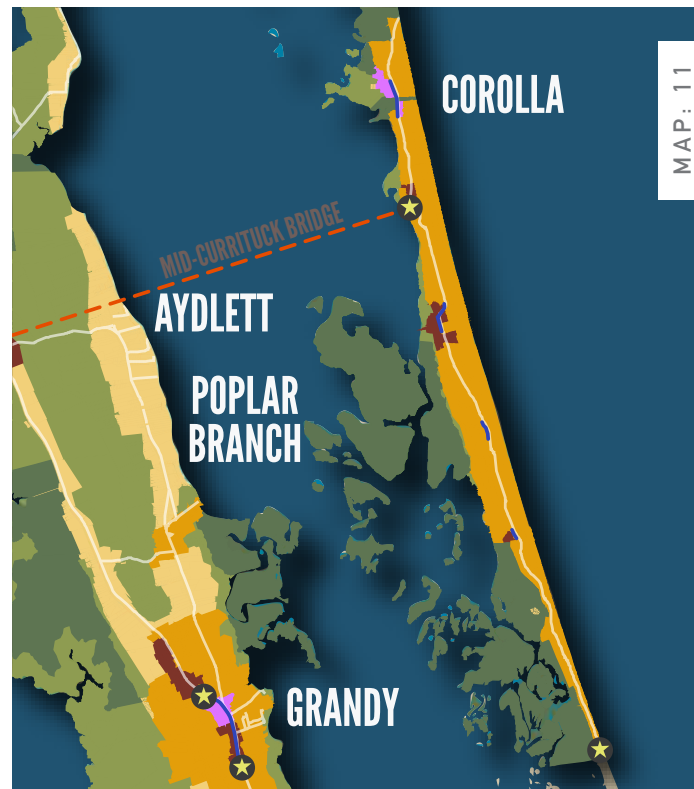 COROLLA
MAP: 11
MID-CURRITUCK BRIDGE
AYDLETT
POPLAR
BRANCH
GRANDY